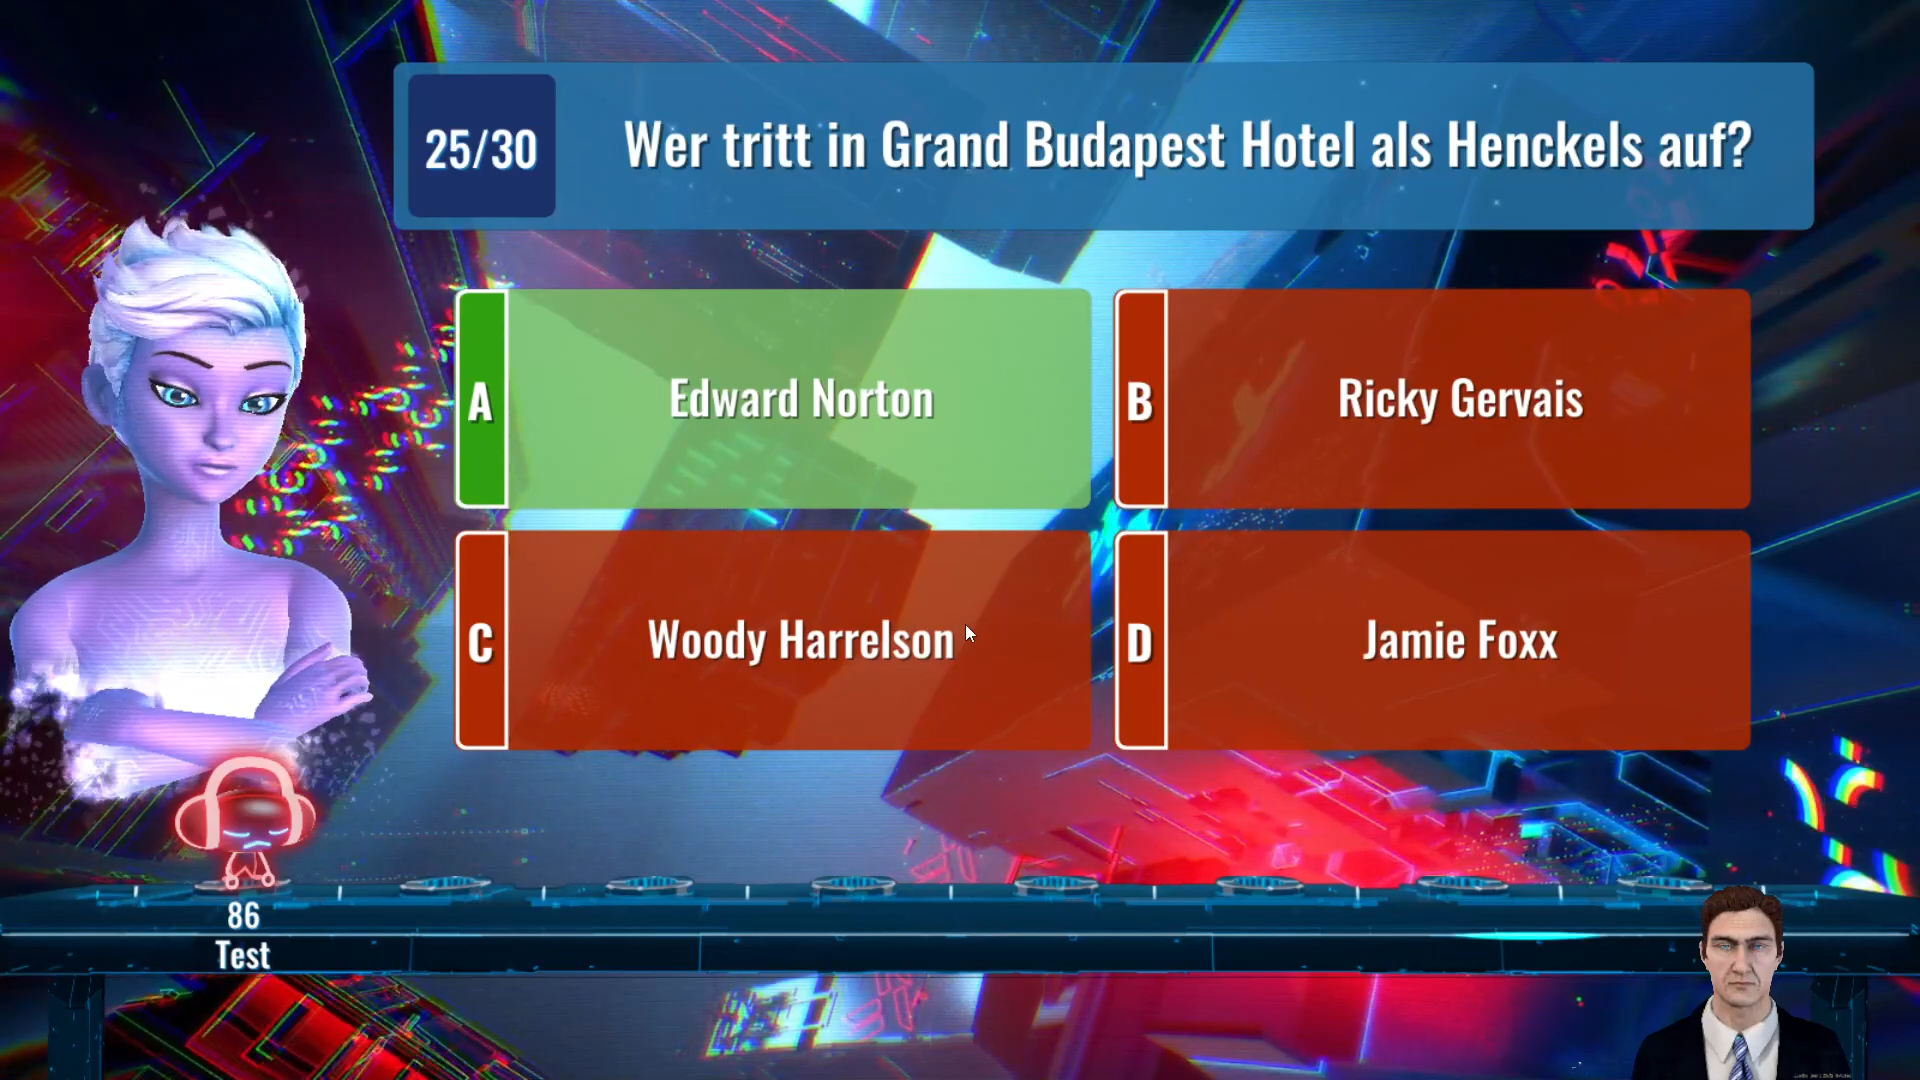 25/30
Wer tritt in Grand Budapest Hotel als Henckels auf?
A
Edward Norton
B
Ricky Gervais
C
Woody Harrelson
D
Jamie Foxx
86
Test